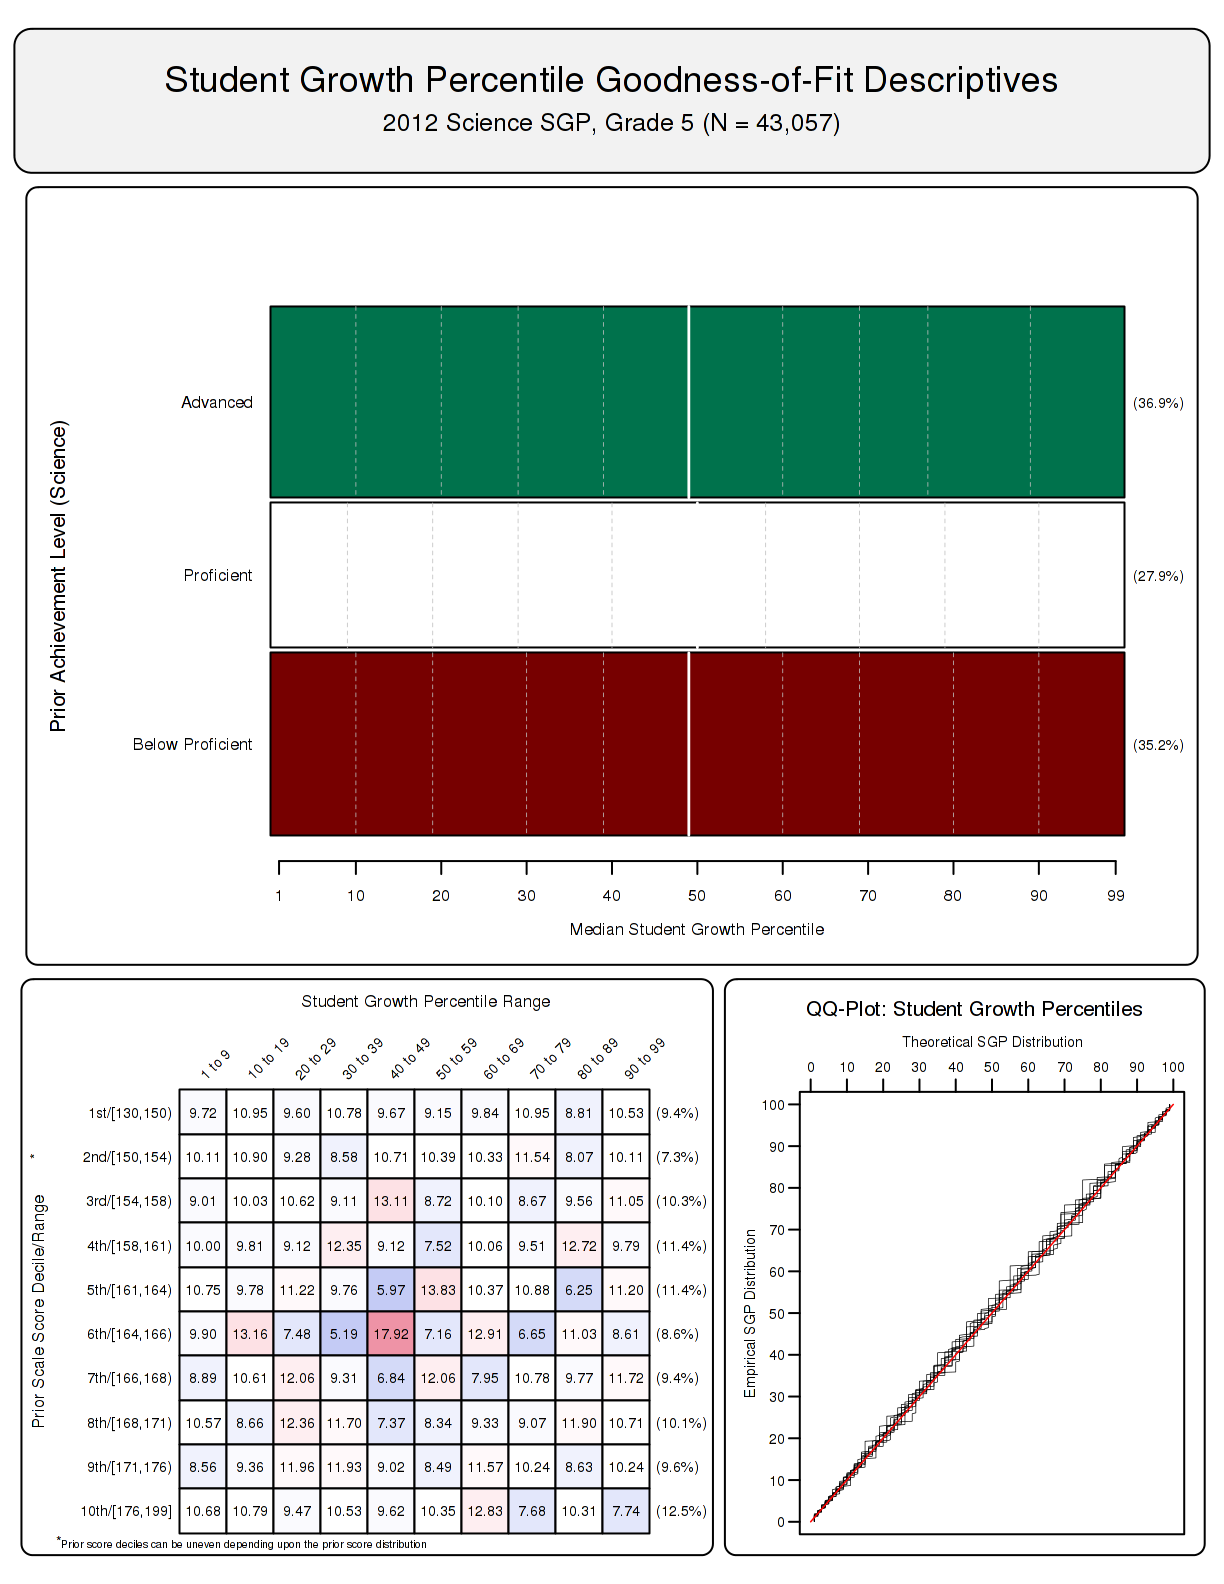 Student Growth Percentile Goodness-of-Fit Descriptives
2012 Science SGP, Grade 5 (N = 43,057)
Prior Achievement Level (Science)
Advanced
(36.9%)
Proficient
(27.9%)
Below Proficient
(35.2%)
1 10 20 30 40 50 60 70 80 90 99
Median Student Growth Percentile
Student Growth Percentile Range
1 to 9 10 to 19 20 to 29 30 to 39 40 to 49 50 to 59 60 to 69 70 to 79 80 to 89 90 to 99
Prior Scale Score Decile/Range *
1st/[130,150) 9.72 10.95 9.60 10.78 9.67 9.15 9.84 10.95 8.81 10.53 (9.4%)
2nd/[150,154) 10.11 10.90 9.28 8.58 10.71 10.39 10.33 11.54 8.07 10.11 (7.3%)
3rd/[154,158) 9.01 10.03 10.62 9.11 13.11 8.72 10.10 8.67 9.56 11.05 (10.3%)
4th/[158,161) 10.00 9.81 9.12 12.35 9.12 7.52 10.06 9.51 12.72 9.79 (11.4%)
5th/[161,164) 10.75 9.78 11.22 9.76 5.97 13.83 10.37 10.88 6.25 11.20 (11.4%)
6th/[164,166) 9.90 13.16 7.48 5.19 17.92 7.16 12.91 6.65 11.03 8.61 (8.6%)
7th/[166,168) 8.89 10.61 12.06 9.31 6.84 12.06 7.95 10.78 9.77 11.72 (9.4%)
8th/[168,171) 10.57 8.66 12.36 11.70 7.37 8.34 9.33 9.07 11.90 10.71 (10.1%)
9th/[171,176) 8.56 9.36 11.96 11.93 9.02 8.49 11.57 10.24 8.63 10.24 (9.6%)
10th/[176,199] 10.68 10.79 9.47 10.53 9.62 10.35 12.83 7.68 10.31 7.74 (12.5%)
*Prior score deciles can be uneven depending upon the prior score distribution
QQ-Plot: Student Growth Percentiles
Theoretical SGP Distribution
0 10 20 30 40 50 60 70 80 90 100
Empirical SGP Distribution
100
90
80
70
60
50
40
30
20
10
0